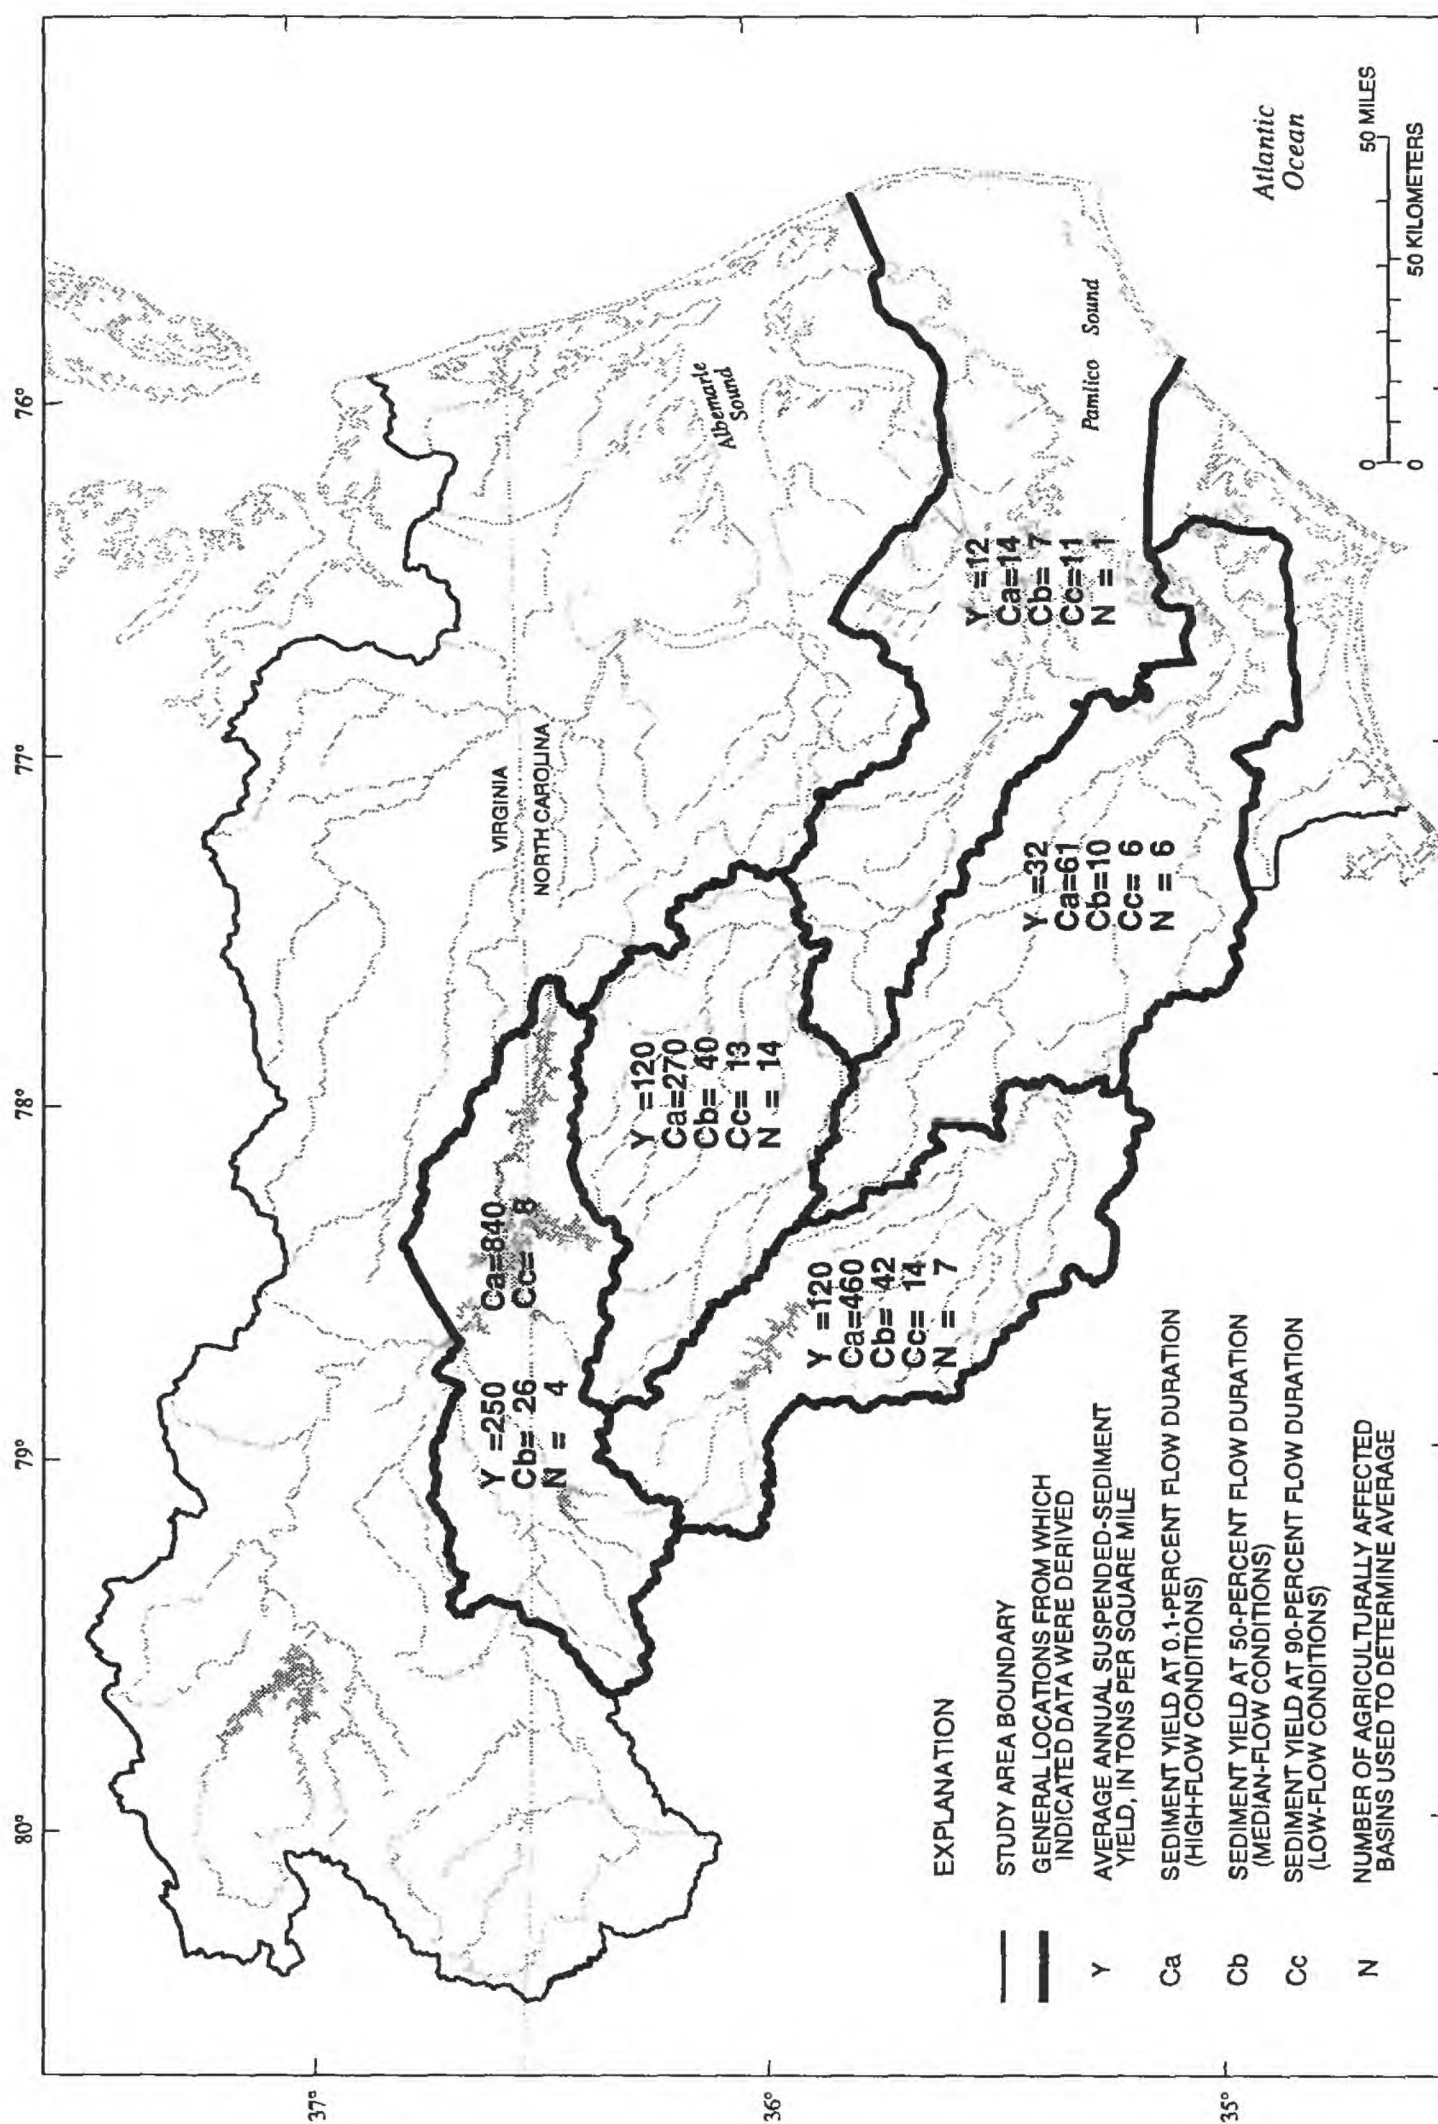 80°
79°
78°
77°
76°
37°
36°
35°
VIRGINIA
NORTH CAROLINA
Albemarle
Sound
Pamlico Sound
Atlantic
Ocean
Y =250
Cb= 26
N = 4
Ca=840
Cc= 8
Y =120
Ca=270
Cb= 40
Cc= 13
N = 14
Y =120
Ca=460
Cb= 42
Cc= 14
N = 7
Y =32
Ca=61
Cb=10
Cc= 6
N = 6
Y =12
Ca=14
Cb= 7
Cc=11
N = 1
EXPLANATION
STUDY AREA BOUNDARY
GENERAL LOCATIONS FROM WHICH
INDICATED DATA WERE DERIVED
Y AVERAGE ANNUAL SUSPENDED-SEDIMENT
YIELD, IN TONS PER SQUARE MILE
Ca SEDIMENT YIELD AT 0.1-PERCENT FLOW DURATION
(HIGH-FLOW CONDITIONS)
Cb SEDIMENT YIELD AT 50-PERCENT FLOW DURATION
(MEDIAN-FLOW CONDITIONS)
Cc SEDIMENT YIELD AT 90-PERCENT FLOW DURATION
(LOW-FLOW CONDITIONS)
N NUMBER OF AGRICULTURALLY AFFECTED
BASINS USED TO DETERMINE AVERAGE
0 50 MILES
0 50 KILOMETERS